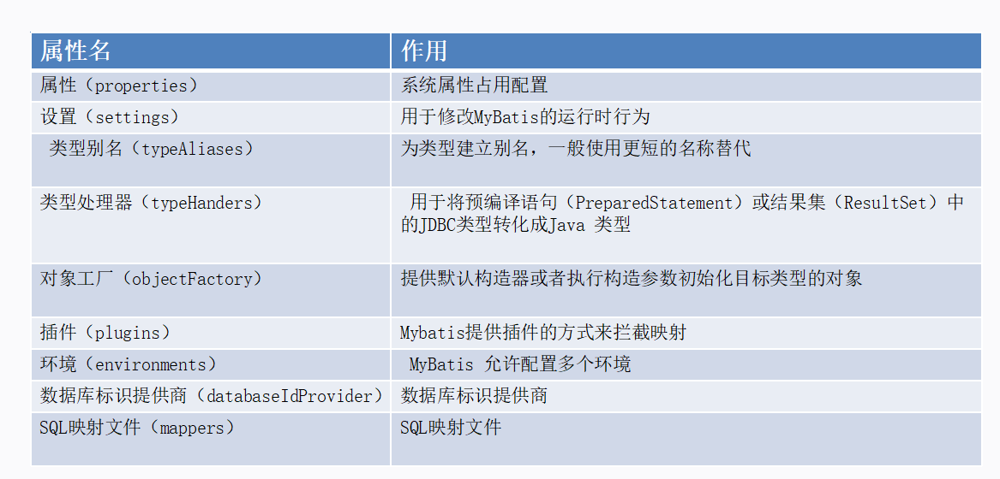 属性名 作用
属性（properties） 系统属性占用配置
设置（settings） 用于修改MyBatis的运行时行为
类型别名（typeAliases） 为类型建立别名，一般使用更短的名称替代
类型处理器（typeHanders） 用于将预编译语句（PreparedStatement）或结果集（ResultSet）中
的JDBC类型转化成Java 类型
对象工厂（objectFactory） 提供默认构造器或者执行构造参数初始化目标类型的对象
插件（plugins） Mybatis提供插件的方式来拦截映射
环境（environments） MyBatis 允许配置多个环境
数据库标识提供商（databaseIdProvider） 数据库标识提供商
SQL映射文件（mappers） SQL映射文件